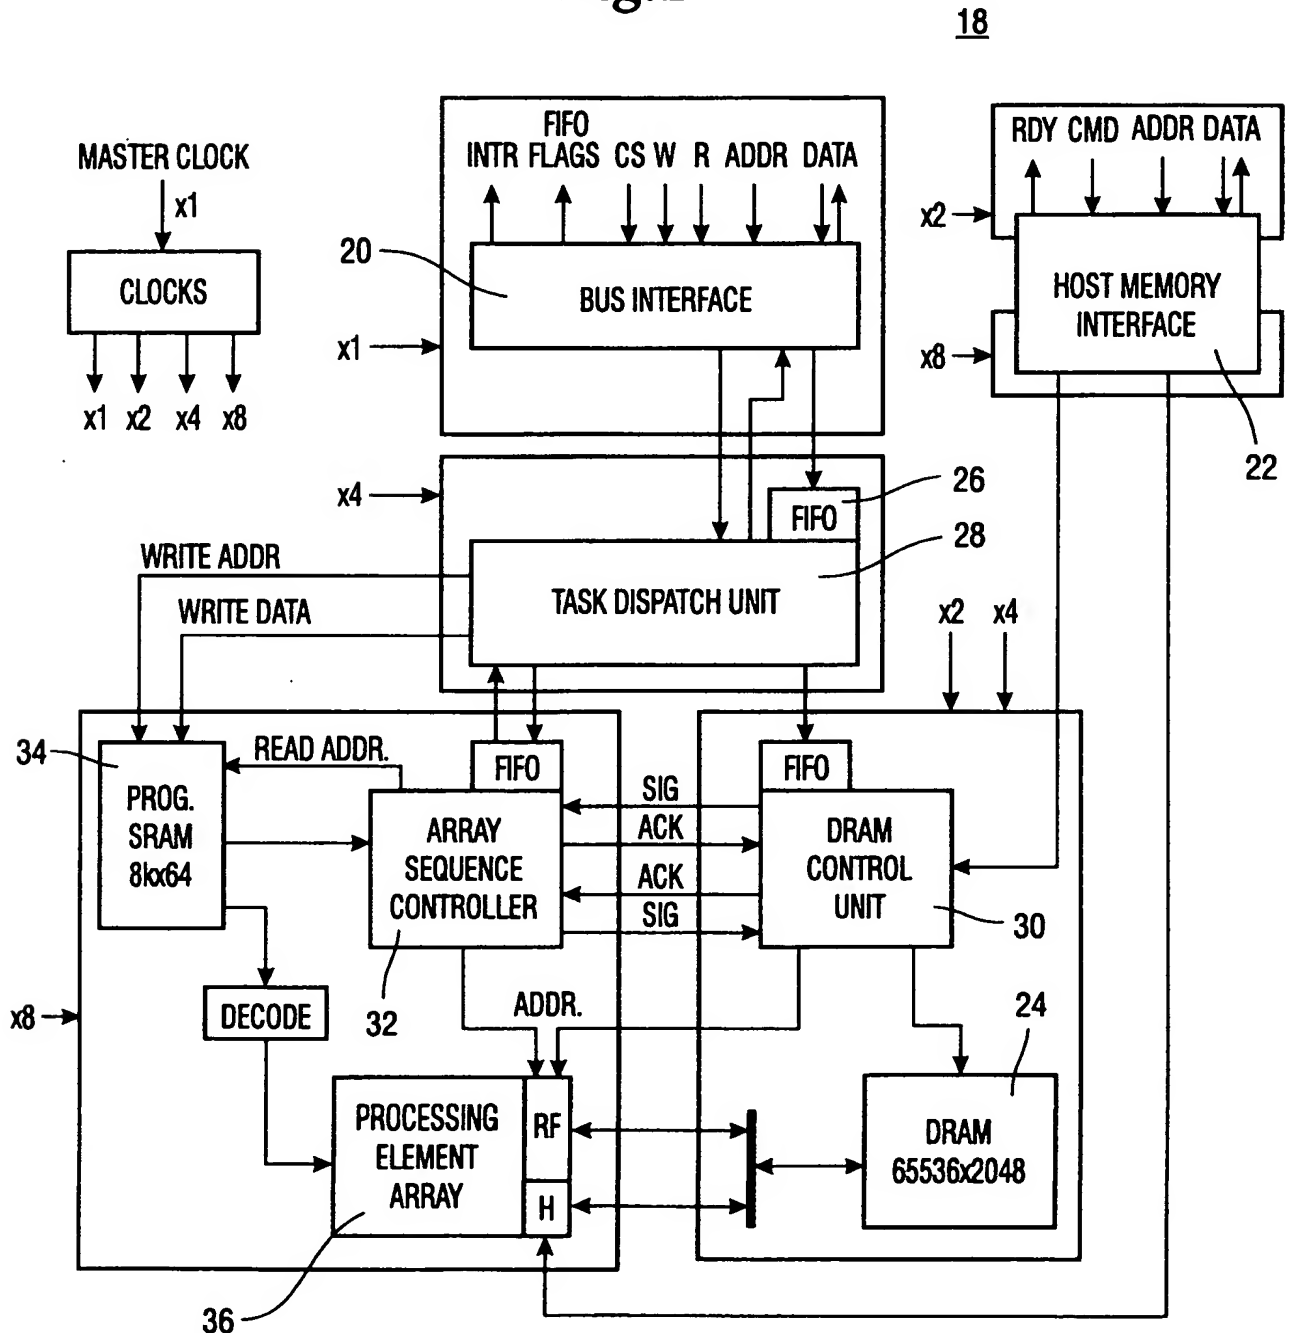 18
MASTER CLOCK
x1
CLOCKS
x1 x2 x4 x8
FIFO
INTR FLAGS CS W R ADDR DATA
20
BUS INTERFACE
x1
RDY CMD ADDR DATA
x2
HOST MEMORY
INTERFACE
x8
22
x4
26
FIFO
28
TASK DISPATCH UNIT
WRITE ADDR
WRITE DATA
x2 x4
34
PROG.
SRAM
8kx64
READ ADDR.
FIFO
ARRAY
SEQUENCE
CONTROLLER
32
SIG
ACK
ACK
SIG
FIFO
DRAM
CONTROL
UNIT
30
x8
DECODE
ADDR.
24
PROCESSING
ELEMENT
ARRAY
RF
H
DRAM
65536x2048
36